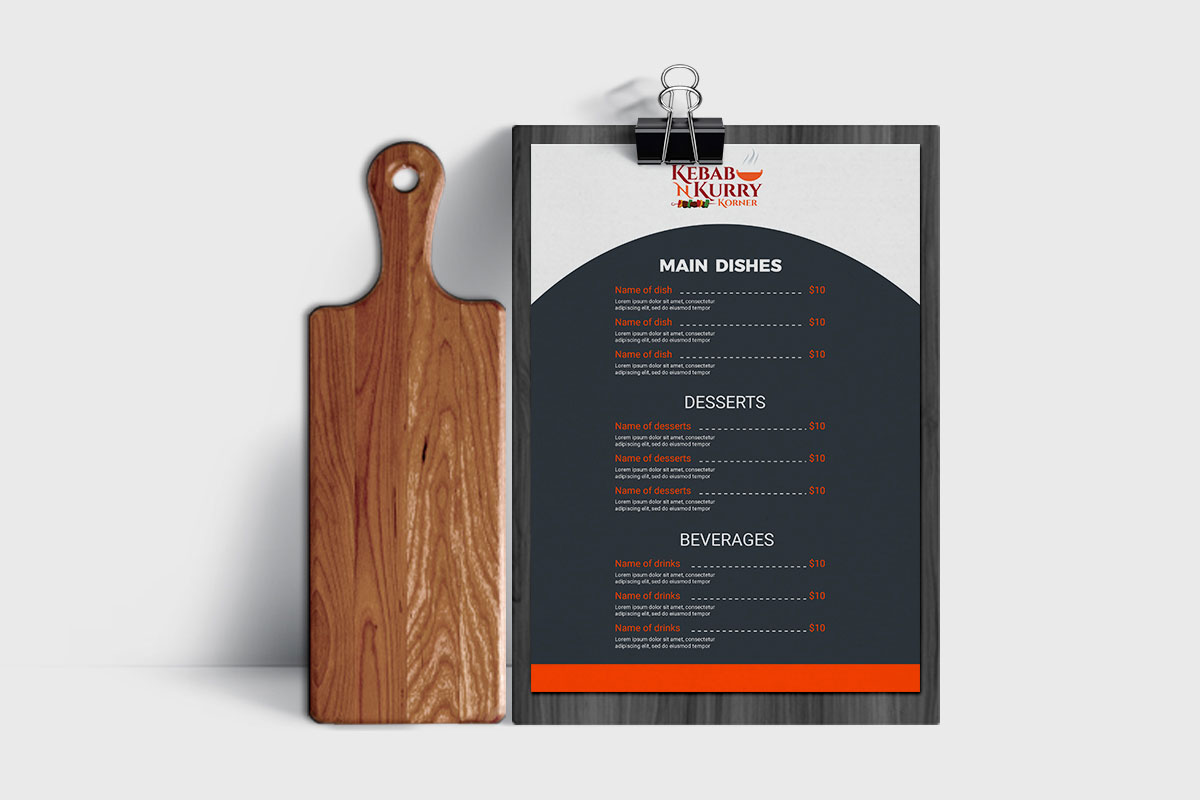 KEBAB
'N KURRY
KORNER
MAIN DISHES
Name of dish $10
Lorem ipsum dolor sit amet, consectetur
adipiscing elit, sed do eiusmod tempor
Name of dish $10
Lorem ipsum dolor sit amet, consectetur
adipiscing elit, sed do eiusmod tempor
Name of dish $10
Lorem ipsum dolor sit amet, consectetur
adipiscing elit, sed do eiusmod tempor
DESSERTS
Name of desserts $10
Lorem ipsum dolor sit amet, consectetur
adipiscing elit, sed do eiusmod tempor
Name of desserts $10
Lorem ipsum dolor sit amet, consectetur
adipiscing elit, sed do eiusmod tempor
Name of desserts $10
Lorem ipsum dolor sit amet, consectetur
adipiscing elit, sed do eiusmod tempor
BEVERAGES
Name of drinks $10
Lorem ipsum dolor sit amet, consectetur
adipiscing elit, sed do eiusmod tempor
Name of drinks $10
Lorem ipsum dolor sit amet, consectetur
adipiscing elit, sed do eiusmod tempor
Name of drinks $10
Lorem ipsum dolor sit amet, consectetur
adipiscing elit, sed do eiusmod tempor